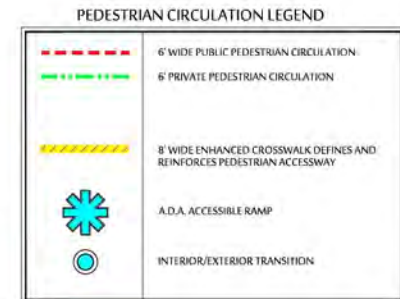 PEDESTRIAN CIRCULATION LEGEND
6' WIDE PUBLIC PEDESTRIAN CIRCULATION
6' PRIVATE PEDESTRIAN CIRCULATION
8' WIDE ENHANCED CROSSWALK DEFINES AND
REINFORCES PEDESTRIAN ACCESSWAY
A.D.A. ACCESSIBLE RAMP
INTERIOR/EXTERIOR TRANSITION